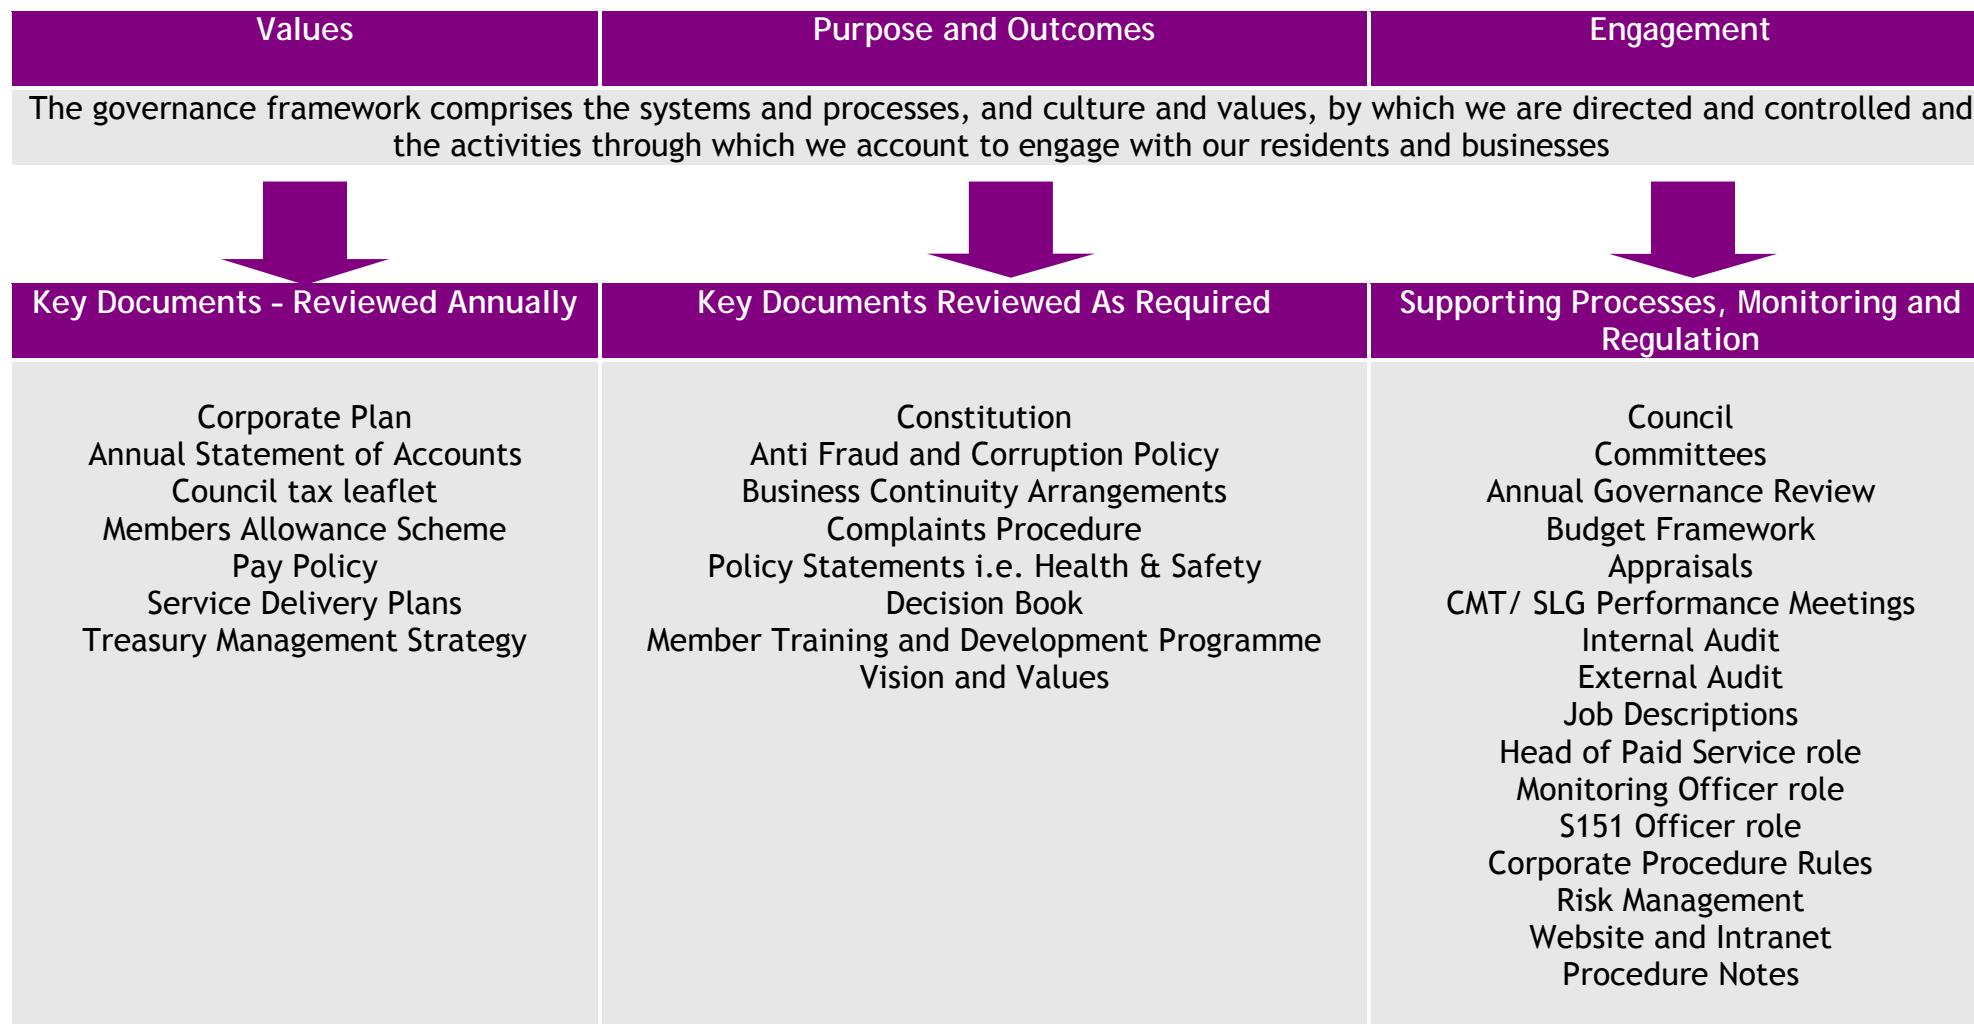 Values
Purpose and Outcomes
Engagement
The governance framework comprises the systems and processes, and culture and values, by which we are directed and controlled and
the activities through which we account to engage with our residents and businesses
Key Documents - Reviewed Annually
Key Documents Reviewed As Required
Supporting Processes, Monitoring and
Regulation
Corporate Plan
Annual Statement of Accounts
Council tax leaflet
Members Allowance Scheme
Pay Policy
Service Delivery Plans
Treasury Management Strategy
Constitution
Anti Fraud and Corruption Policy
Business Continuity Arrangements
Complaints Procedure
Policy Statements i.e. Health & Safety
Decision Book
Member Training and Development Programme
Vision and Values
Council
Committees
Annual Governance Review
Budget Framework
Appraisals
CMT/ SLG Performance Meetings
Internal Audit
External Audit
Job Descriptions
Head of Paid Service role
Monitoring Officer role
S151 Officer role
Corporate Procedure Rules
Risk Management
Website and Intranet
Procedure Notes